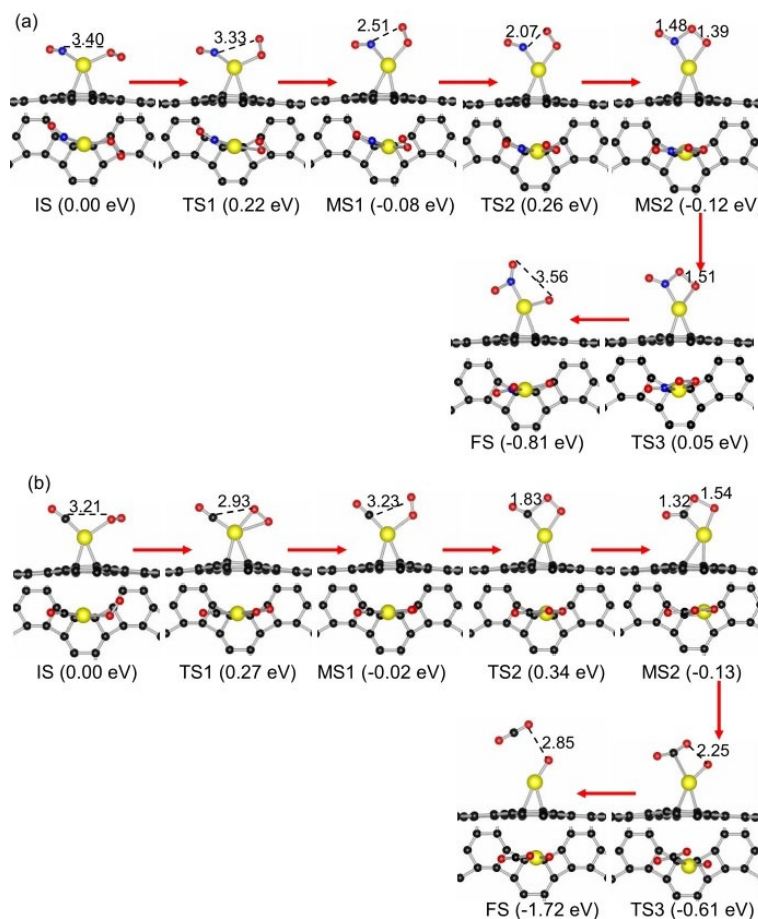 (a)
3.40
3.33
2.51
2.07
1.48
1.39
IS (0.00 eV)
TS1 (0.22 eV)
MS1 (-0.08 eV)
TS2 (0.26 eV)
MS2 (-0.12 eV)
3.56
1.51
FS (-0.81 eV)
TS3 (0.05 eV)
(b)
3.21
2.93
3.23
1.83
1.32
1.54
IS (0.00 eV)
TS1 (0.27 eV)
MS1 (-0.02 eV)
TS2 (0.34 eV)
MS2 (-0.13)
2.85
2.25
FS (-1.72 eV)
TS3 (-0.61 eV)